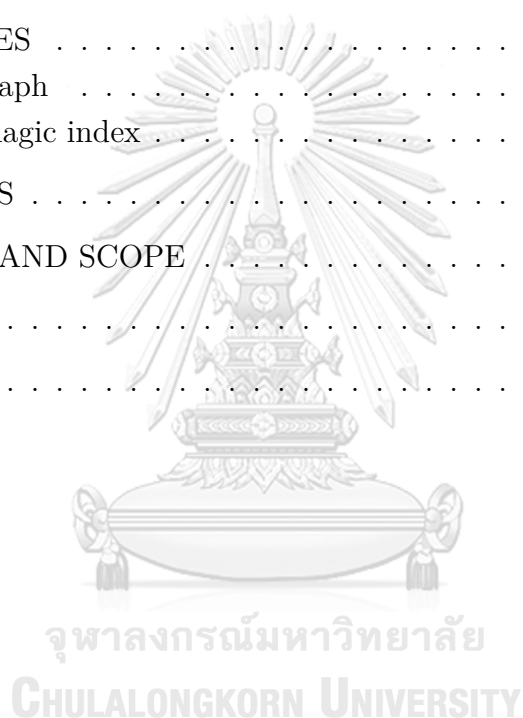 ES . . . . . . . . . . . . . . . . . . .
aph . . . . . . . . . . . . . . . . . .
agic index . . . . . . . . . . . . . . .
S . . . . . . . . . . . . . . . . . . . .
AND SCOPE . . . . . . . . . . . . .
. . . . . . . . . . . . . . . . . . . . .
. . . . . . . . . . . . . . . . . . . . .
จุฬาลงกรณ์มหาวิทยาลัย
CHULALONGKORN UNIVERSITY